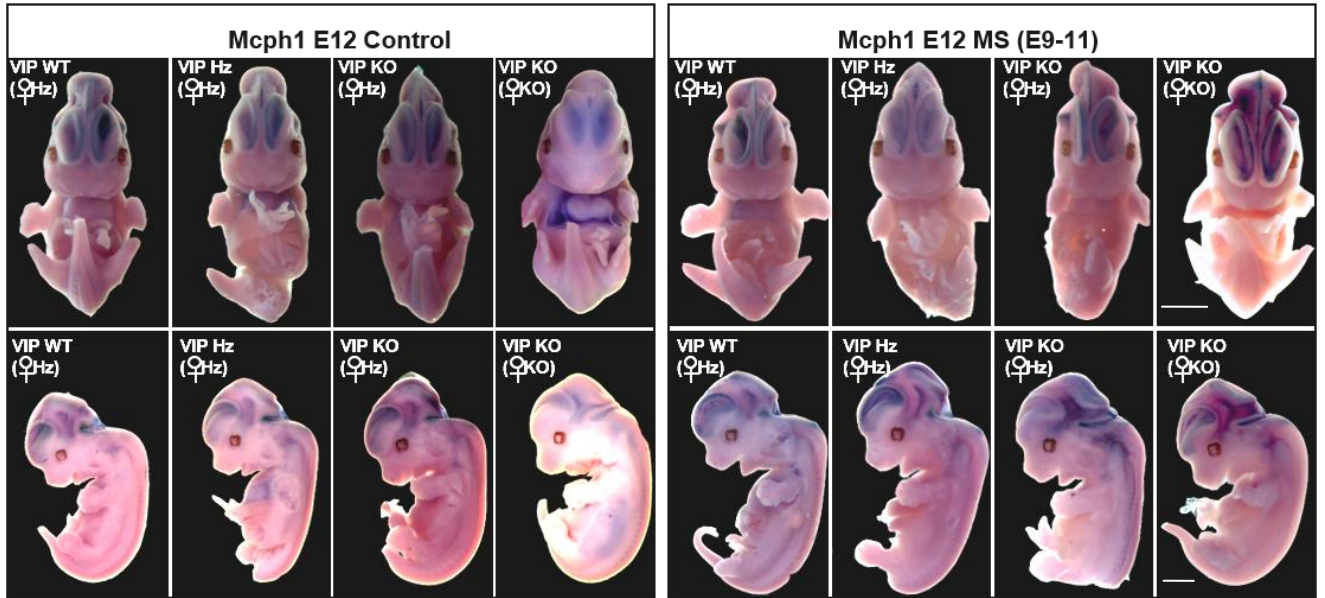 Mcph1 E12 Control
VIP WT
(♀Hz)
VIP Hz
(♀Hz)
VIP KO
(♀Hz)
VIP KO
(♀KO)
VIP WT
(♀Hz)
VIP Hz
(♀Hz)
VIP KO
(♀Hz)
VIP KO
(♀KO)
Mcph1 E12 MS (E9-11)
VIP WT
(♀Hz)
VIP Hz
(♀Hz)
VIP KO
(♀Hz)
VIP KO
(♀KO)
VIP WT
(♀Hz)
VIP Hz
(♀Hz)
VIP KO
(♀Hz)
VIP KO
(♀KO)